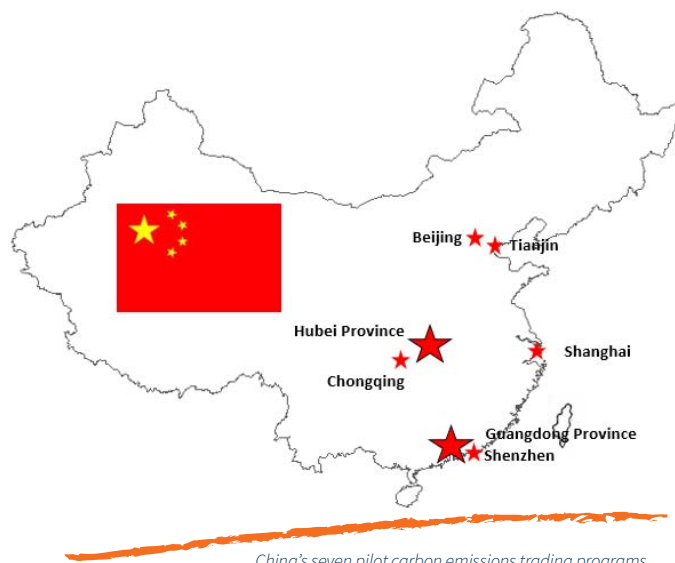 Beijing
Tianjin
Hubei Province
Chongqing
Shanghai
Guangdong Province
Shenzhen
China's seven pilot carbon emissions trading programs